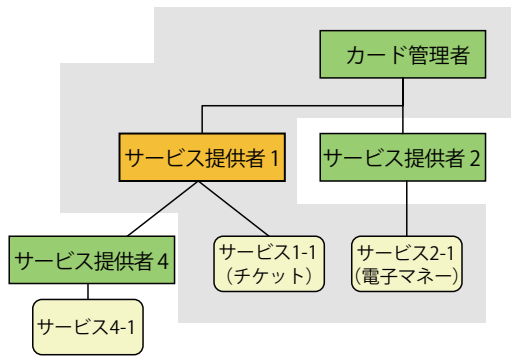 カード管理者
サービス提供者 1
サービス提供者 2
サービス提供者 4
サービス1-1
（チケット）
サービス2-1
（電子マネー）
サービス4-1